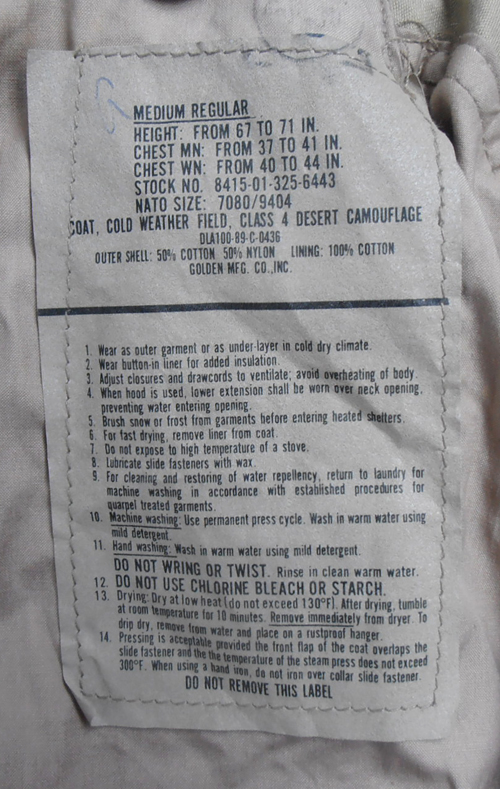 MEDIUM REGULAR
HEIGHT: FROM 67 TO 71 IN.
CHEST MN: FROM 37 TO 41 IN.
CHEST WN: FROM 40 TO 44 IN.
STOCK NO. 8415-01-325-6443
NATO SIZE: 7080/9404
COAT, COLD WEATHER FIELD, CLASS 4 DESERT CAMOUFLAGE
DLA100-89-C-0436
OUTER SHELL: 50% COTTON 50% NYLON LINING: 100% COTTON
GOLDEN MFG. CO.,INC.
1. Wear as outer garment or as under-layer in cold dry climate.
2. Wear button-in liner for added insulation.
3. Adjust closures and drawcords to ventilate; avoid overheating of body.
4. When hood is used, lower extension shall be worn over neck opening,
preventing water entering opening.
5. Brush snow or frost from garments before entering heated shelters.
6. For fast drying, remove liner from coat.
7. Do not expose to high temperature of a stove.
8. Lubricate slide fasteners with wax.
9. For cleaning and restoring of water repellency, return to laundry for
machine washing in accordance with established procedures for
quarpel treated garments.
10. Machine washing: Use permanent press cycle. Wash in warm water using
mild detergent.
11. Hand washing: Wash in warm water using mild detergent.
DO NOT WRING OR TWIST. Rinse in clean warm water.
12. DO NOT USE CHLORINE BLEACH OR STARCH.
13. Drying: Dry at low heat (do not exceed 130°F). After drying, tumble
at room temperature for 10 minutes. Remove immediately from dryer. To
drip dry, remove from water and place on a rustproof hanger.
14. Pressing is acceptable provided the front flap of the coat overlaps the
slide fastener and the the temperature of the steam press does not exceed
300°F. When using a hand iron, do not iron over collar slide fastener.
DO NOT REMOVE THIS LABEL